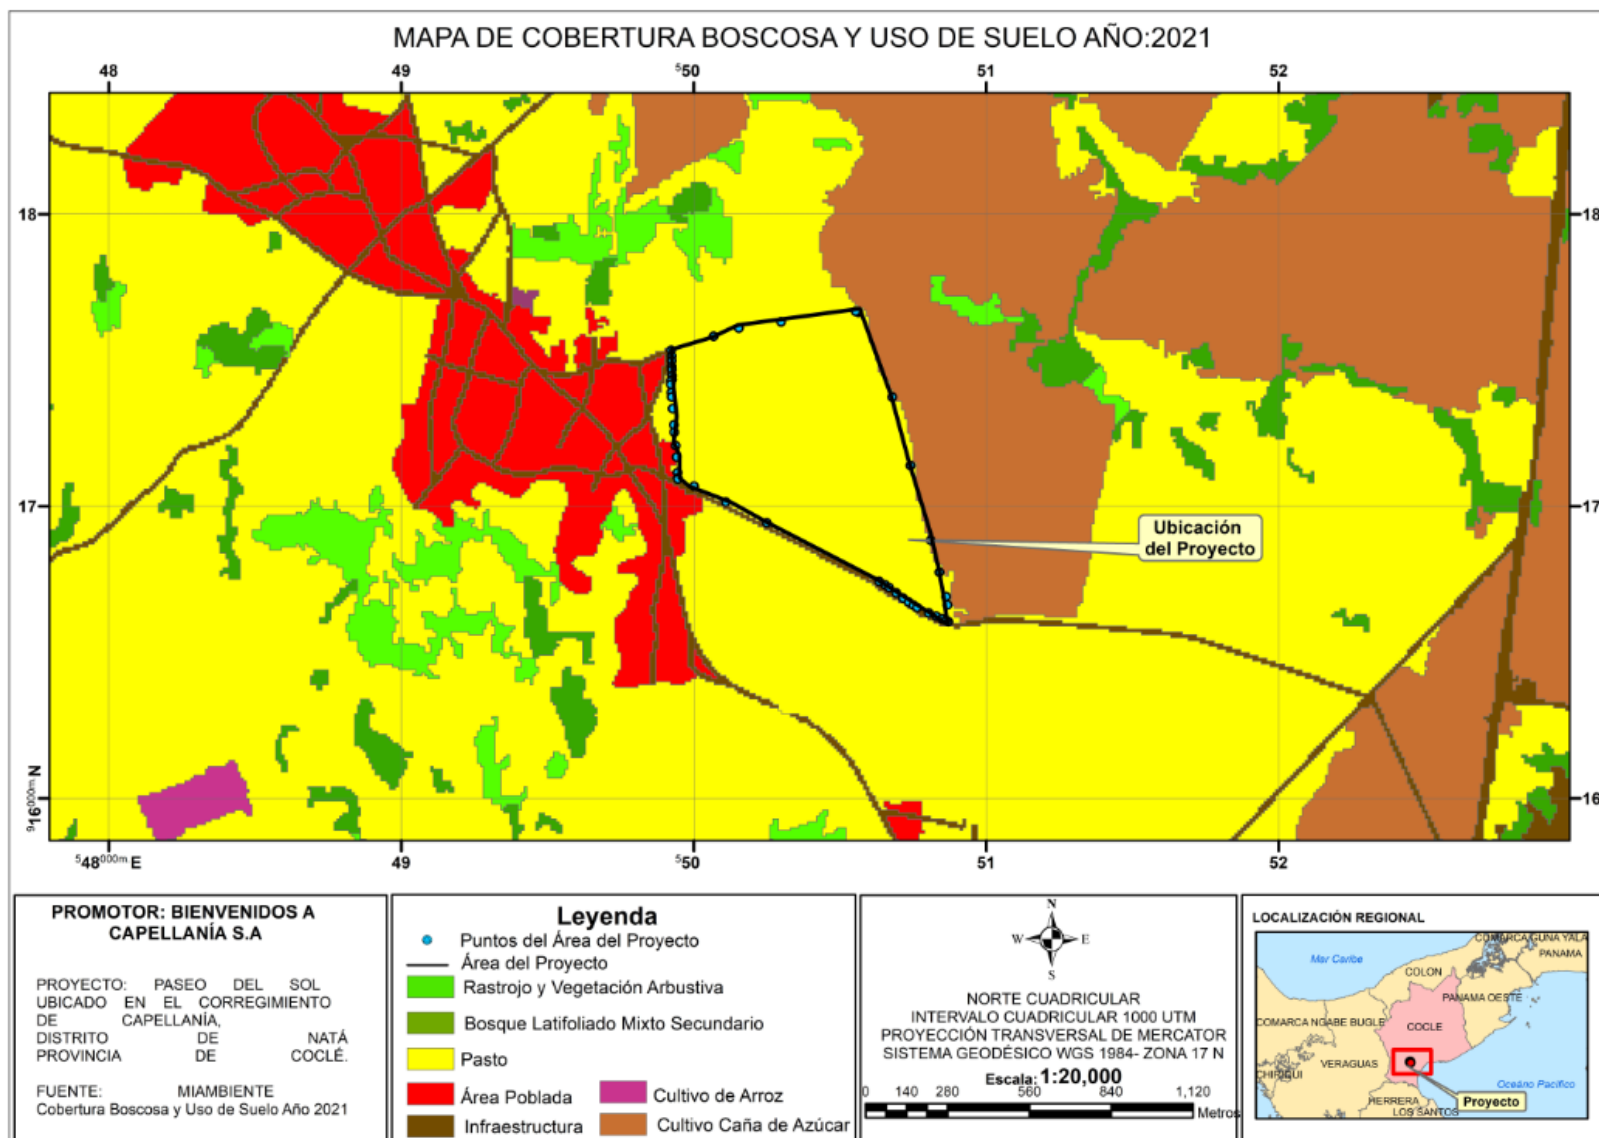 MAPA DE COBERTURA BOSCOSA Y USO DE SUELO AÑO:2021
48 49 ⁵50 51 52
18 18
17 17
⁹16⁰⁰⁰ᵐ N 16
⁵48⁰⁰⁰ᵐ E 49 ⁵50 51 52
Ubicación
del Proyecto
PROMOTOR: BIENVENIDOS A
CAPELLANÍA S.A
PROYECTO: PASEO DEL SOL
UBICADO EN EL CORREGIMIENTO
DE CAPELLANÍA,
DISTRITO DE NATÁ
PROVINCIA DE COCLÉ.
FUENTE: MIAMBIENTE
Cobertura Boscosa y Uso de Suelo Año 2021
Leyenda
Puntos del Área del Proyecto
Área del Proyecto
Rastrojo y Vegetación Arbustiva
Bosque Latifoliado Mixto Secundario
Pasto
Área Poblada
Cultivo de Arroz
Infraestructura
Cultivo Caña de Azúcar
N
W E
S
NORTE CUADRICULAR
INTERVALO CUADRICULAR 1000 UTM
PROYECCIÓN TRANSVERSAL DE MERCATOR
SISTEMA GEODÉSICO WGS 1984- ZONA 17 N
Escala: 1:20,000
0 140 280 560 840 1,120
Metros
LOCALIZACIÓN REGIONAL
COMARCA GUNA YALA
Mar Caribe
PANAMA
COLON
PANAMA OESTE
COMARCA NGABE BUGLE
COCLE
VERAGUAS
CHIRIQUI
Océano Pacífico
HERRERA
Proyecto
LOS SANTOS